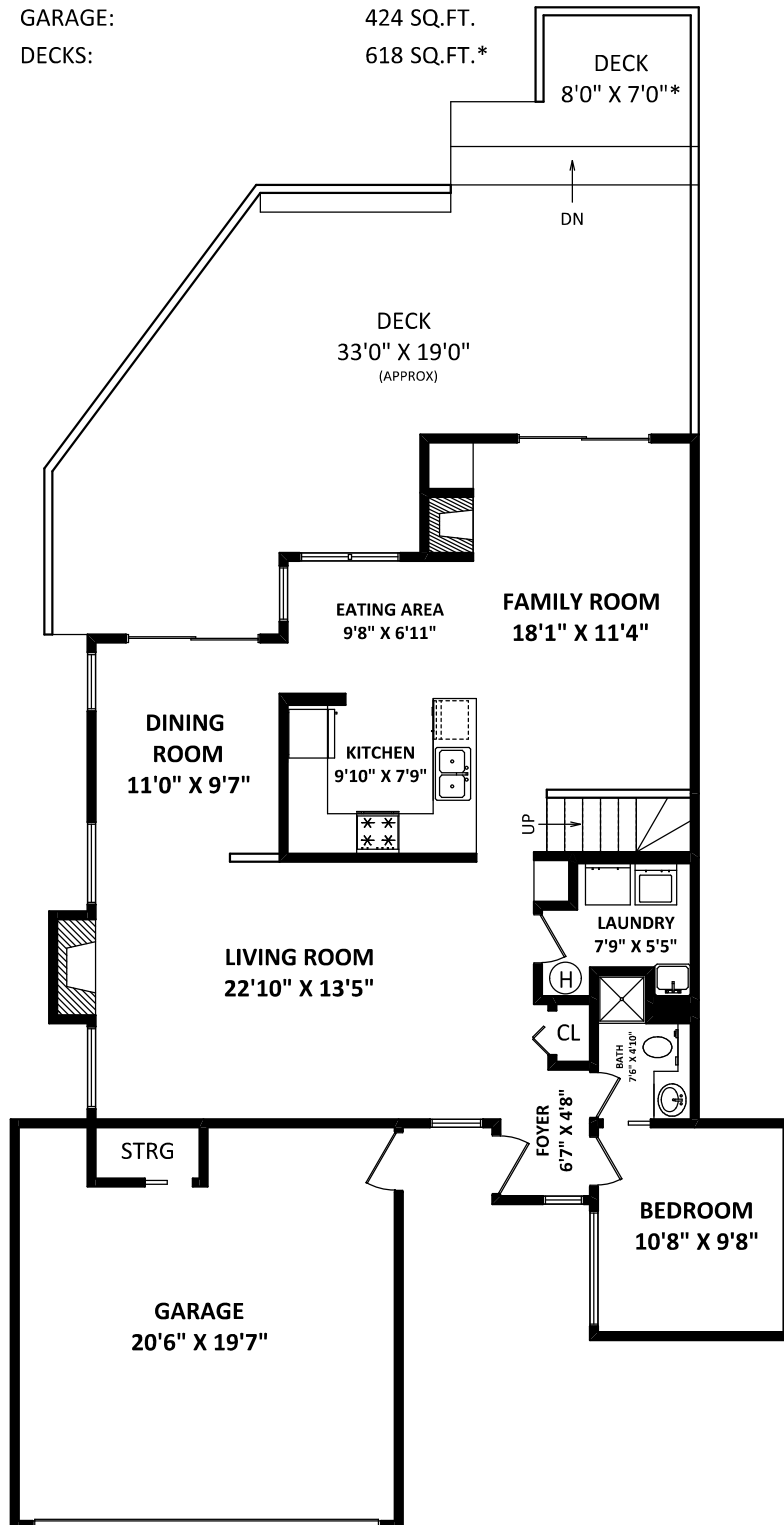 GARAGE: 424 SQ.FT.
DECKS: 618 SQ.FT.*
DECK
8'0" X 7'0"*
DN
DECK
33'0" X 19'0"
(APPROX)
EATING AREA
9'8" X 6'11"
FAMILY ROOM
18'1" X 11'4"
DINING
ROOM
11'0" X 9'7"
KITCHEN
9'10" X 7'9"
UP
LAUNDRY
7'9" X 5'5"
LIVING ROOM
22'10" X 13'5"
H
CL
BATH
7'6" X 4'10"
FOYER
6'7" X 4'8"
STRG
BEDROOM
10'8" X 9'8"
GARAGE
20'6" X 19'7"